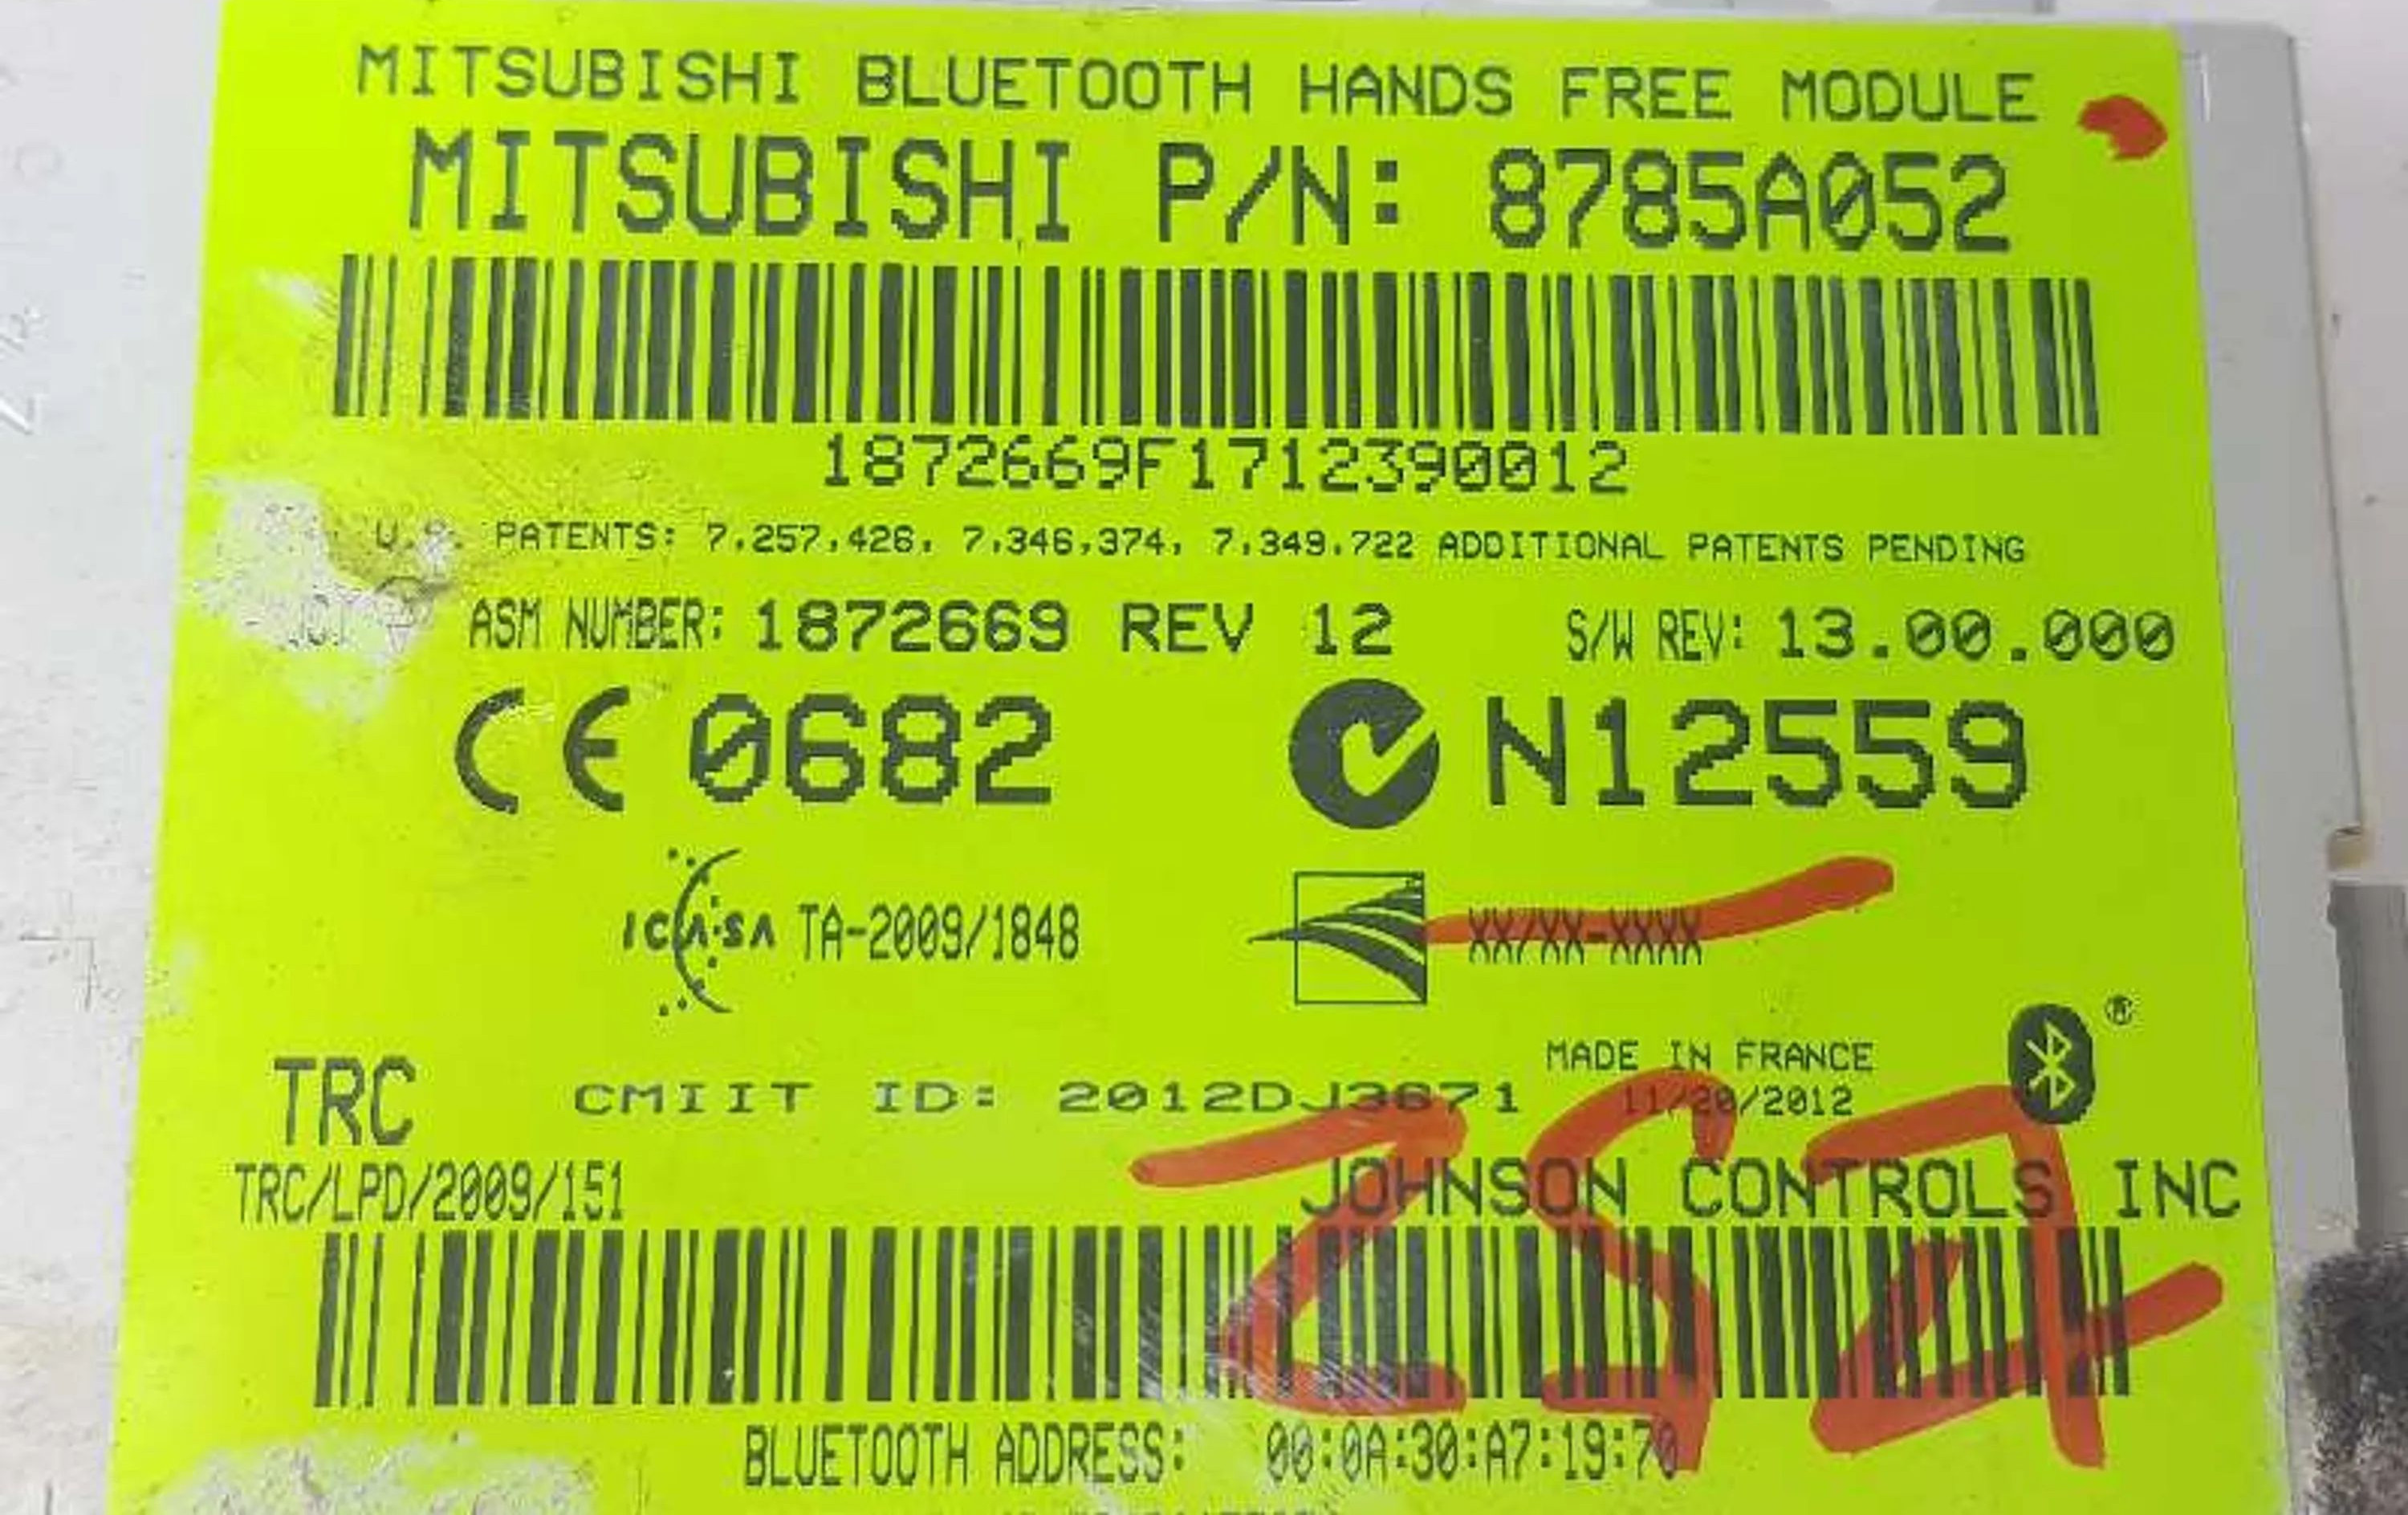 MITSUBISHI BLUETOOTH HANDS FREE MODULE
MITSUBISHI P/N: 8785A052
1872669F1712390012
U.S. PATENTS: 7,257,426, 7,346,374, 7,349,722 ADDITIONAL PATENTS PENDING
ASM NUMBER: 1872669 REV 12 S/W REV: 13.00.000
CE 0682 N12559
ICASA TA-2009/1848 XX/XX-XXXX
MADE IN FRANCE ®
TRC CMIIT ID: 2012DJ3671 11/20/2012
TRC/LPD/2009/151 JOHNSON CONTROLS INC
BLUETOOTH ADDRESS: 00:0A:30:A7:19:70